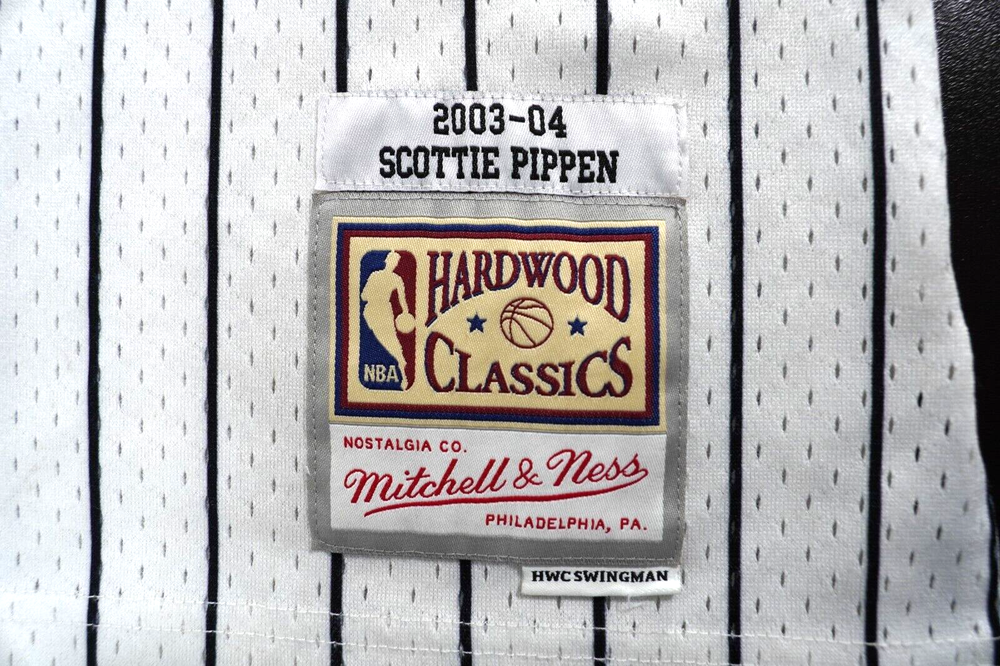 2003-04
SCOTTIE PIPPEN
HARDWOOD
CLASSICS
NBA
NOSTALGIA CO.
Mitchell & Ness
PHILADELPHIA, PA.
HWC SWINGMAN